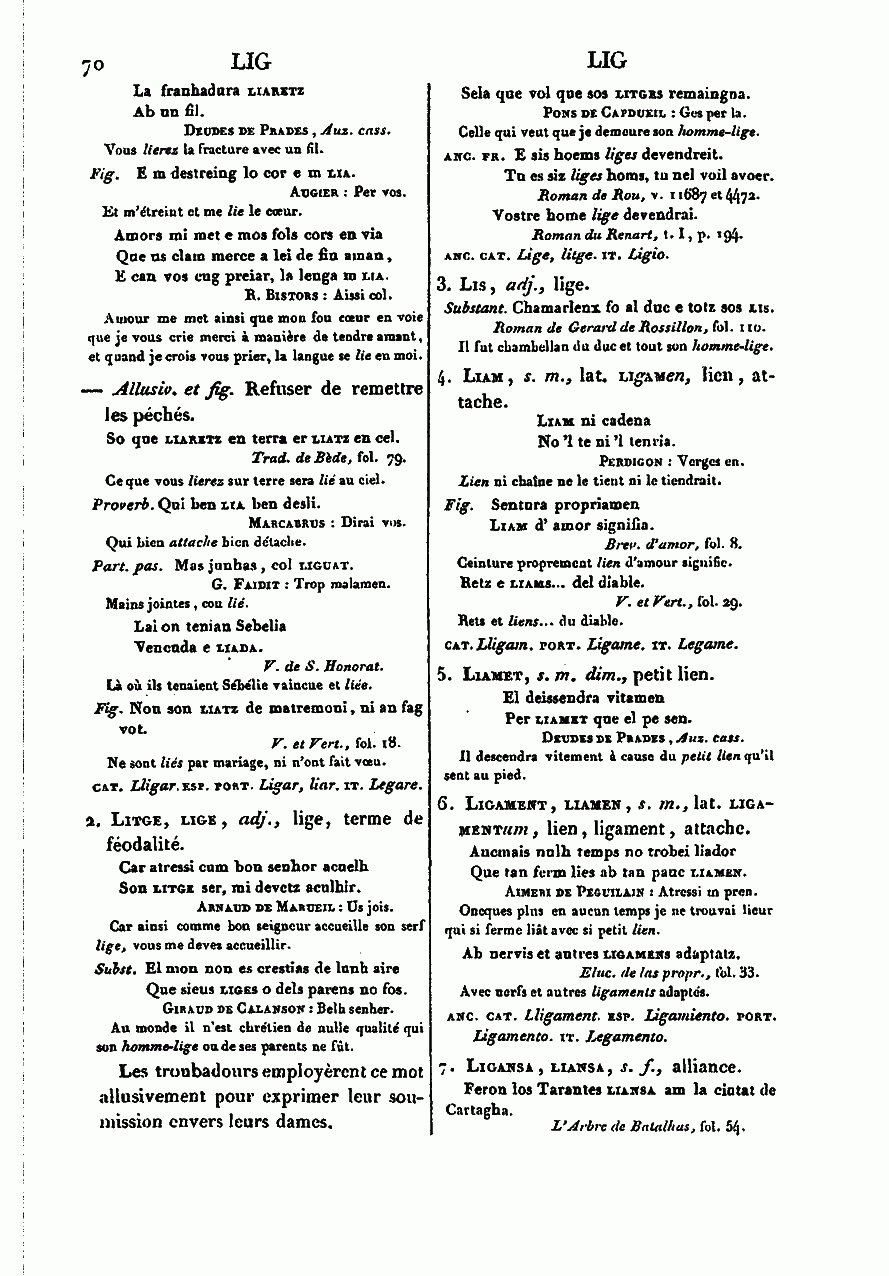 70 LIG LIG
La franhadura LIARETZ
Ab un fil.
DEUDES DE PRADES, Auz. cass.
Vous lierez la fracture avec un fil.
Fig. E m destreing lo cor e m LIA.
AUGIER : Per vos.
Et m'étreint et me lie le cœur.
Amors mi met e mos fols cors en via
Que us clam merce a lei de fin aman,
E can vos cug preiar, la lenga m LIA.
R. BISTORS : Aissi col.
Amour me met ainsi que mon fou cœur en voie
que je vous crie merci à manière de tendre amant,
et quand je crois vous prier, la langue se lie en moi.
— Allusiv. et fig. Refuser de remettre
les péchés.
So que LIARETZ en terra er LIATZ en cel.
Trad. de Bède, fol. 79.
Ce que vous lierez sur terre sera lié au ciel.
Proverb. Qui ben LIA ben desli.
MARCABRUS : Dirai vos.
Qui bien attache bien détache.
Part. pas. Mas junhas, col LIGUAT.
G. FAIDIT : Trop malamen.
Mains jointes, cou lié.
Lai on tenian Sebelia
Vencuda e LIADA.
V. de S. Honorat.
Là où ils tenaient Sébélie vaincue et liée.
Fig. Non son LIATZ de matremoni, ni an fag
vot.
V. et Vert., fol. 18.
Ne sont liés par mariage, ni n'ont fait vœu.
CAT. Lligar. ESP. PORT. Ligar, liar. IT. Legare.
2. LITGE, LIGE, adj., lige, terme de
féodalité.
Car atressi cum bon senhor acuelh
Son LITGE ser, mi devetz aculhir.
ARNAUD DE MARUEIL : Us jois.
Car ainsi comme bon seigneur accueille son serf
lige, vous me devez accueillir.
Subst. El mon non es crestias de lunh aire
Que sieus LIGES o dels parens no fos.
GIRAUD DE CALANSON : Belh senher.
Au monde il n'est chrétien de nulle qualité qui
son homme-lige ou de ses parents ne fût.
Les troubadours employèrent ce mot
allusivement pour exprimer leur sou-
mission envers leurs dames.
Sela que vol que sos LITGES remaingna.
PONS DE CAPDUEIL : Ges per la.
Celle qui veut que je demeure son homme-lige.
ANC. FR. E sis hoems liges devendreit.
Tu es siz liges homs, tu nel voil avoer.
Roman de Rou, v. 11687 et 4472.
Vostre home lige devendrai.
Roman du Renart, t. I, p. 194.
ANC. CAT. Lige, litge. IT. Ligio.
3. LIS, adj., lige.
Substant. Chamarlenx fo al duc e totz sos LIS.
Roman de Gerard de Rossillon, fol. 110.
Il fut chambellan du duc et tout son homme-lige.
4. LIAM, s. m., lat. LIgAMen, lien, at-
tache.
LIAM ni cadena
No 'l te ni 'l tenria.
PERDIGON : Verges en.
Lien ni chaîne ne le tient ni le tiendrait.
Fig. Sentura propriamen
LIAM d' amor signifia.
Brev. d'amor, fol. 8.
Ceinture proprement lien d'amour signifie.
Retz e LIAMS... del diable.
V. et Vert., fol. 29.
Rets et liens... du diable.
CAT. Lligam. PORT. Ligame. IT. Legame.
5. LIAMET, s. m. dim., petit lien.
El deissendra vitamen
Per LIAMET que el pe sen.
DEUDES DE PRADES, Auz. cass.
Il descendra vitement à cause du petit lien qu'il
sent au pied.
6. LIGAMENT, LIAMEN, s. m., lat. LIGA-
MENTum, lien, ligament, attache.
Aucmais nulh temps no trobei liador
Que tan ferm lies ab tan pauc LIAMEN.
AIMERI DE PEGUILAIN : Atressi m pren.
Oncques plus en aucun temps je ne trouvai lieur
qui si ferme liât avec si petit lien.
Ab nervis et autres LIGAMENS adaptatz.
Eluc. de las propr., fol. 33.
Avec nerfs et autres ligaments adaptés.
ANC. CAT. Lligament. ESP. Ligamiento. PORT.
Ligamento. IT. Legamento.
7. LIGANSA, LIANSA, s. f., alliance.
Feron los Tarantes LIANSA am la ciutat de
Cartagha.
L'Arbre de Batalhas, fol. 54.